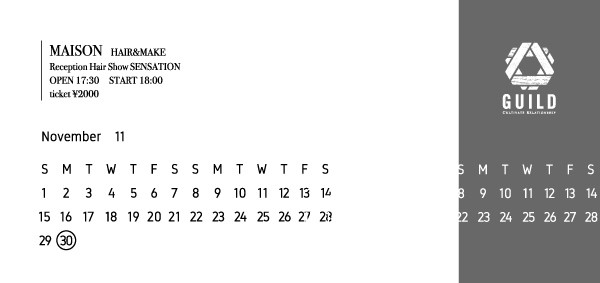 MAISON HAIR&MAKE
Reception Hair Show SENSATION
OPEN 17:30 START 18:00
ticket ¥2000
GUILD
CULTIVATE RELATIONSHIP
November 11
S M T W T F S S M T W T F S
1 2 3 4 5 6 7 8 9 10 11 12 13 14
15 16 17 18 19 20 21 22 23 24 25 26 27 28
29 30
S M T W T F S
8 9 10 11 12 13 14
22 23 24 25 26 27 28